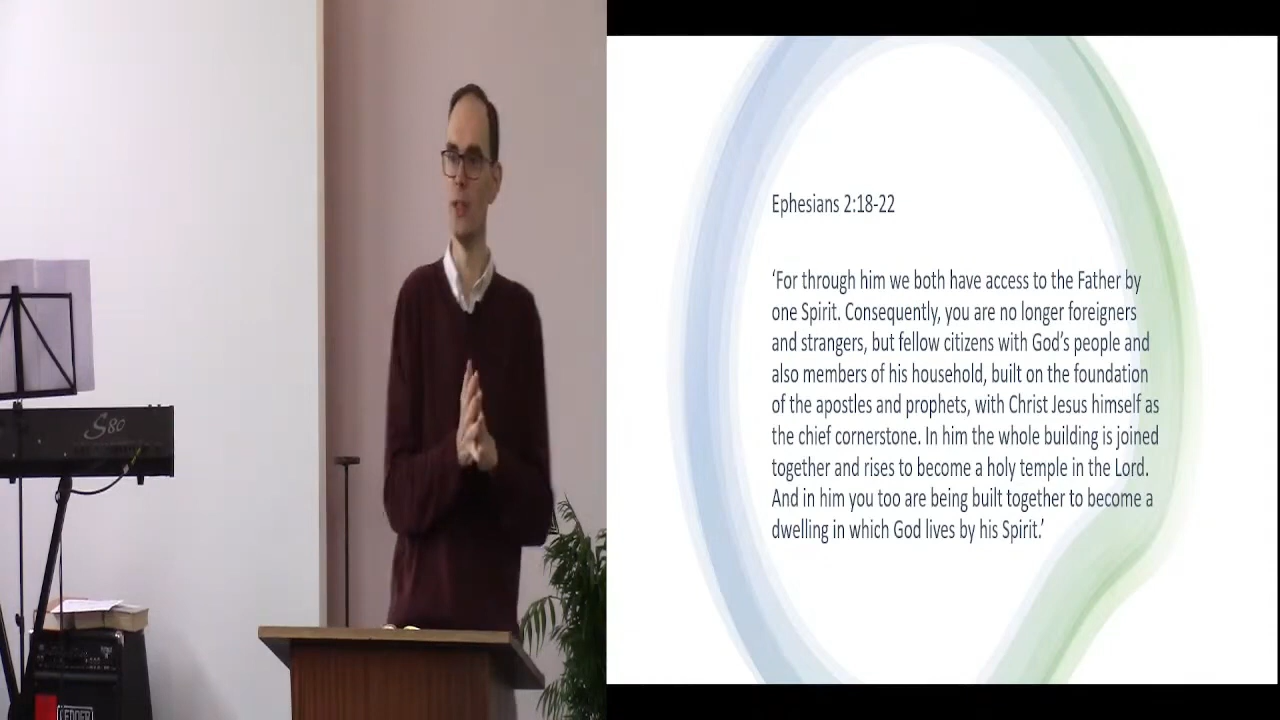 S80
Ephesians 2:18-22
‘For through him we both have access to the Father by
one Spirit. Consequently, you are no longer foreigners
and strangers, but fellow citizens with God’s people and
also members of his household, built on the foundation
of the apostles and prophets, with Christ Jesus himself as
the chief cornerstone. In him the whole building is joined
together and rises to become a holy temple in the Lord.
And in him you too are being built together to become a
dwelling in which God lives by his Spirit.’